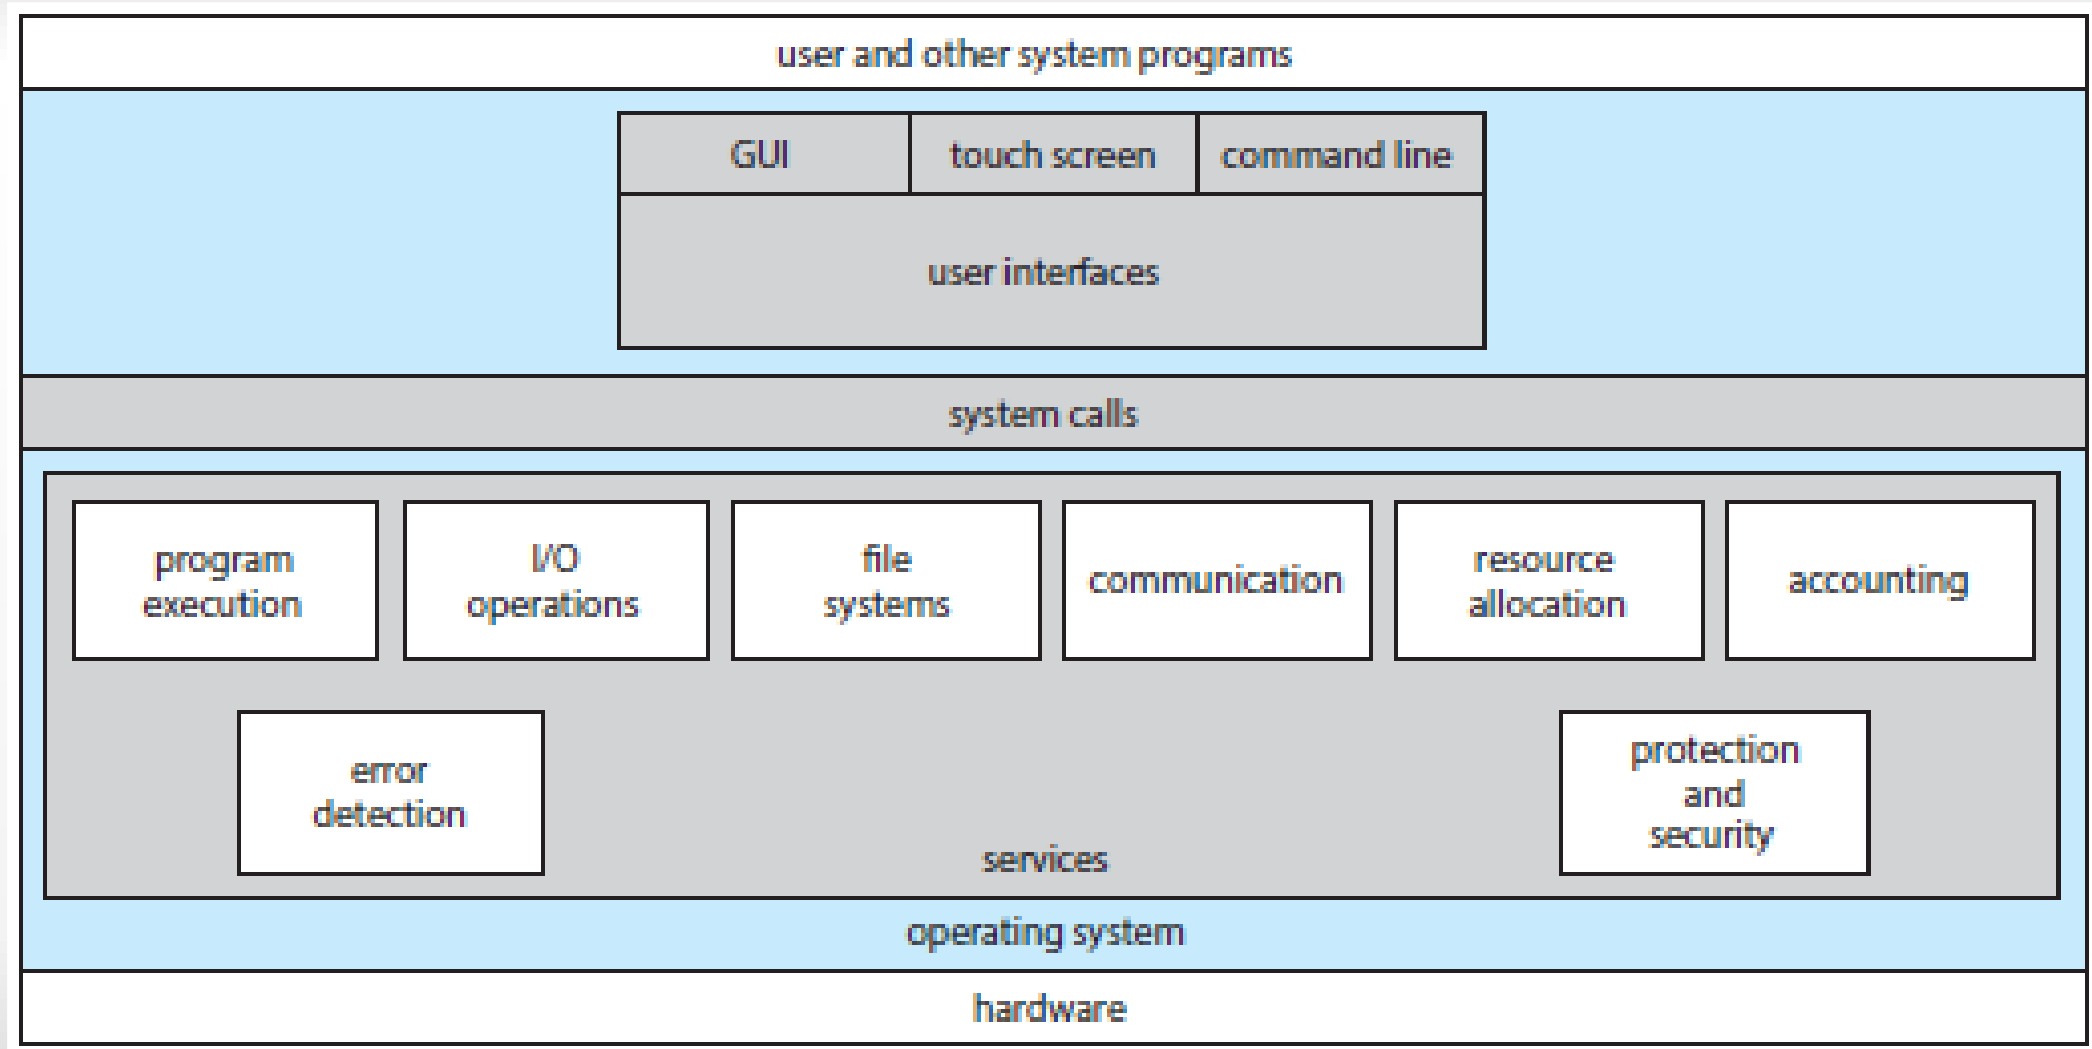 user and other system programs
GUI
touch screen
command line
user interfaces
system calls
program
execution
I/O
operations
file
systems
communication
resource
allocation
accounting
error
detection
protection
and
security
services
operating system
hardware